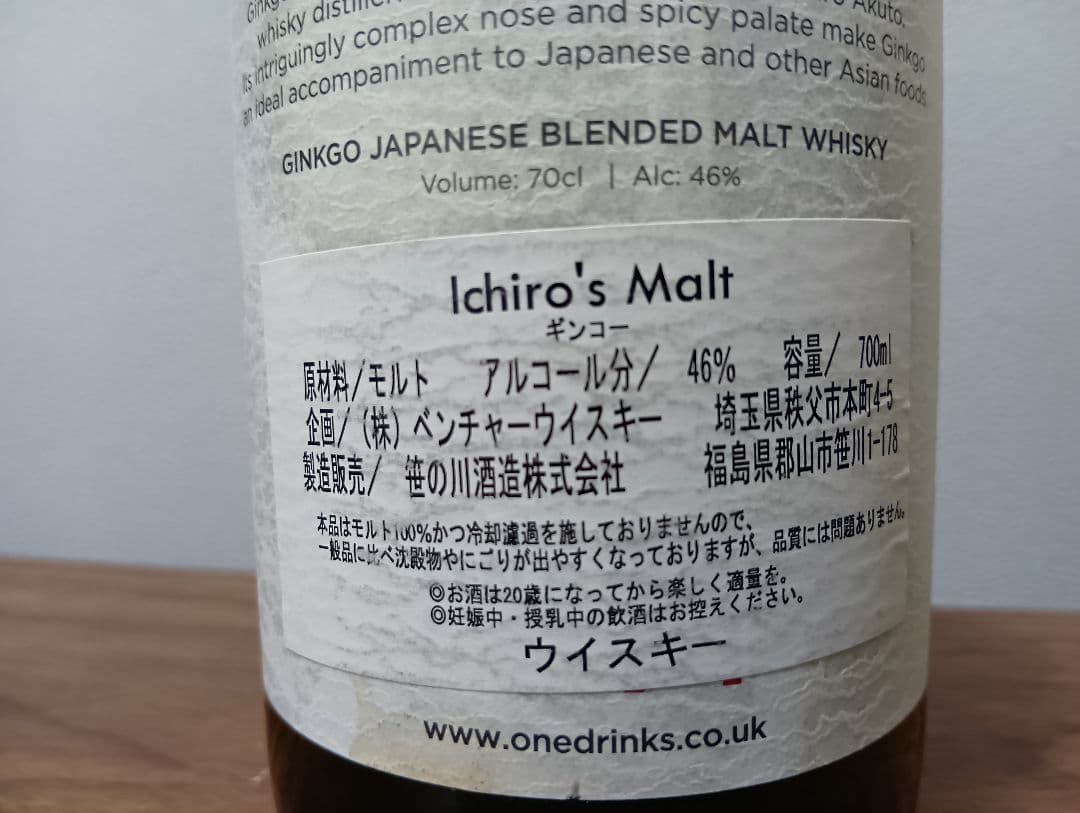 Ginkgo
Akuto.
whisky
Its intriguingly complex nose and spicy palate make Ginkgo
an ideal accompaniment to Japanese and other Asian foods.
GINKGO JAPANESE BLENDED MALT WHISKY
Volume: 70cl | Alc: 46%
Ichiro's Malt
ギンコー
原材料/モルト アルコール分/ 46% 容量/ 700ml
企画/(株)ベンチャーウイスキー 埼玉県秩父市本町4-5
製造販売/ 笹の川酒造株式会社 福島県郡山市笹川1-178
本品はモルト100%かつ冷却濾過を施しておりませんので、
一般品に比べ沈殿物やにごりが出やすくなっておりますが、品質には問題ありません。
◎お酒は20歳になってから楽しく適量を。
◎妊娠中・授乳中の飲酒はお控えください。
ウイスキー
www.onedrinks.co.uk